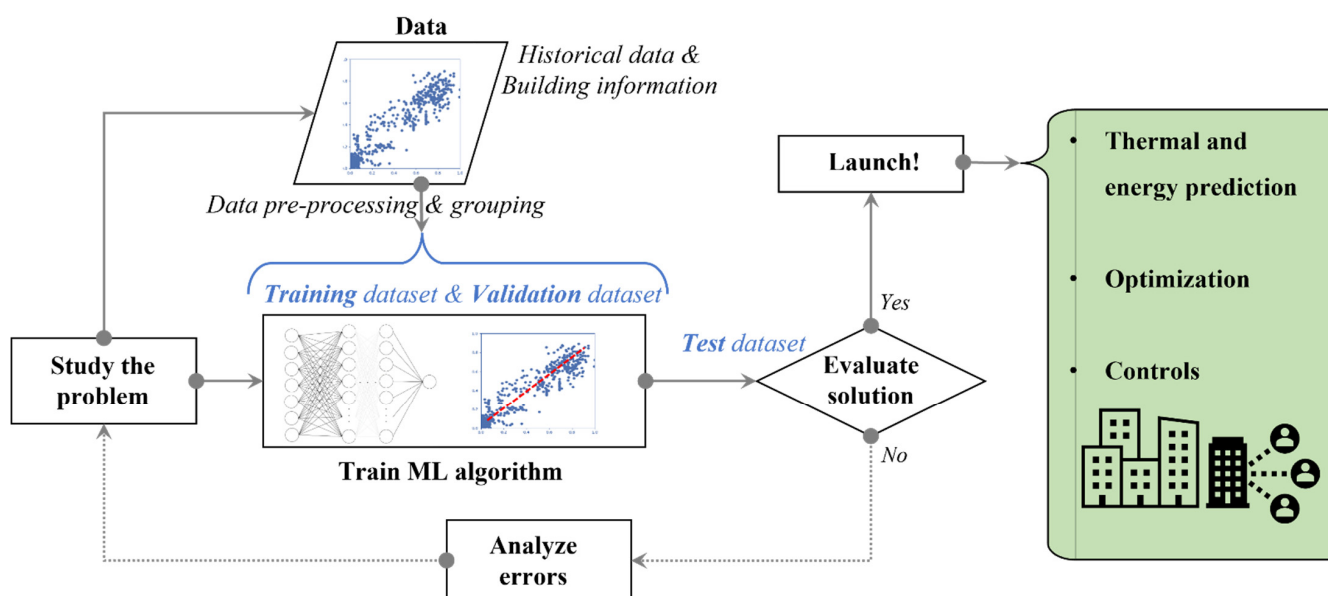 Data
Historical data &
Building information
Data pre-processing & grouping
Training dataset & Validation dataset
Study the
problem
Train ML algorithm
Test dataset
Evaluate
solution
Yes
No
Launch!
Analyze
errors
• Thermal and
energy prediction
• Optimization
• Controls